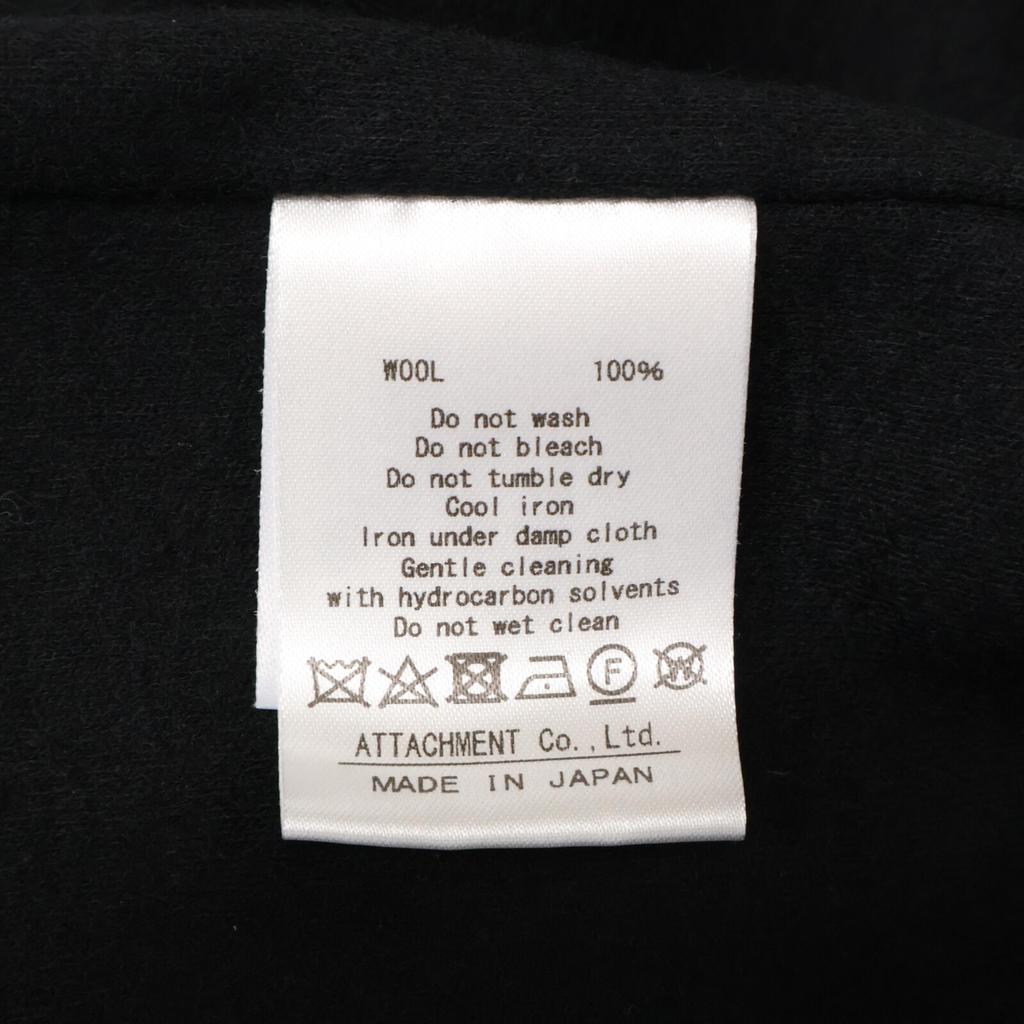 WOOL 100%
Do not wash
Do not bleach
Do not tumble dry
Cool iron
Iron under damp cloth
Gentle cleaning
with hydrocarbon solvents
Do not wet clean
F W
ATTACHMENT Co.,Ltd.
MADE IN JAPAN